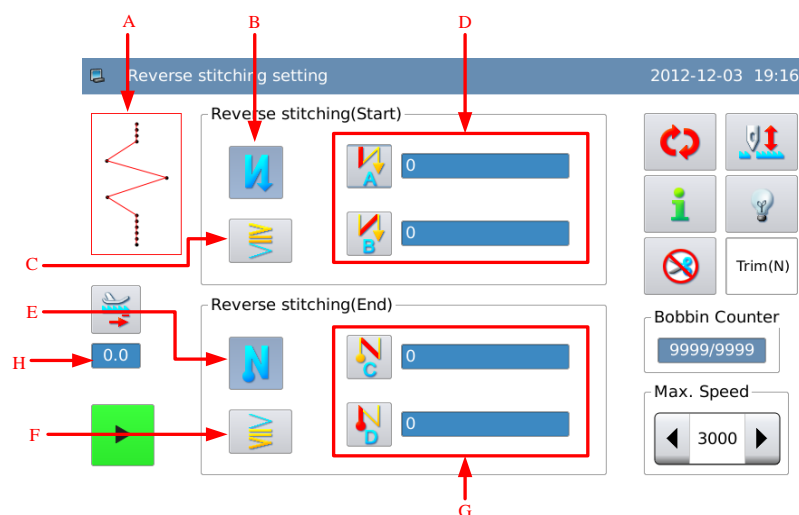 A
B
D
Reverse stitching setting
2012-12-03 19:16
Reverse stitching(Start)
A
0
B
0
C
i
Trim(N)
E
Reverse stitching(End)
H
0.0
C
0
D
0
F
G
Bobbin Counter
9999/9999
Max. Speed
3000